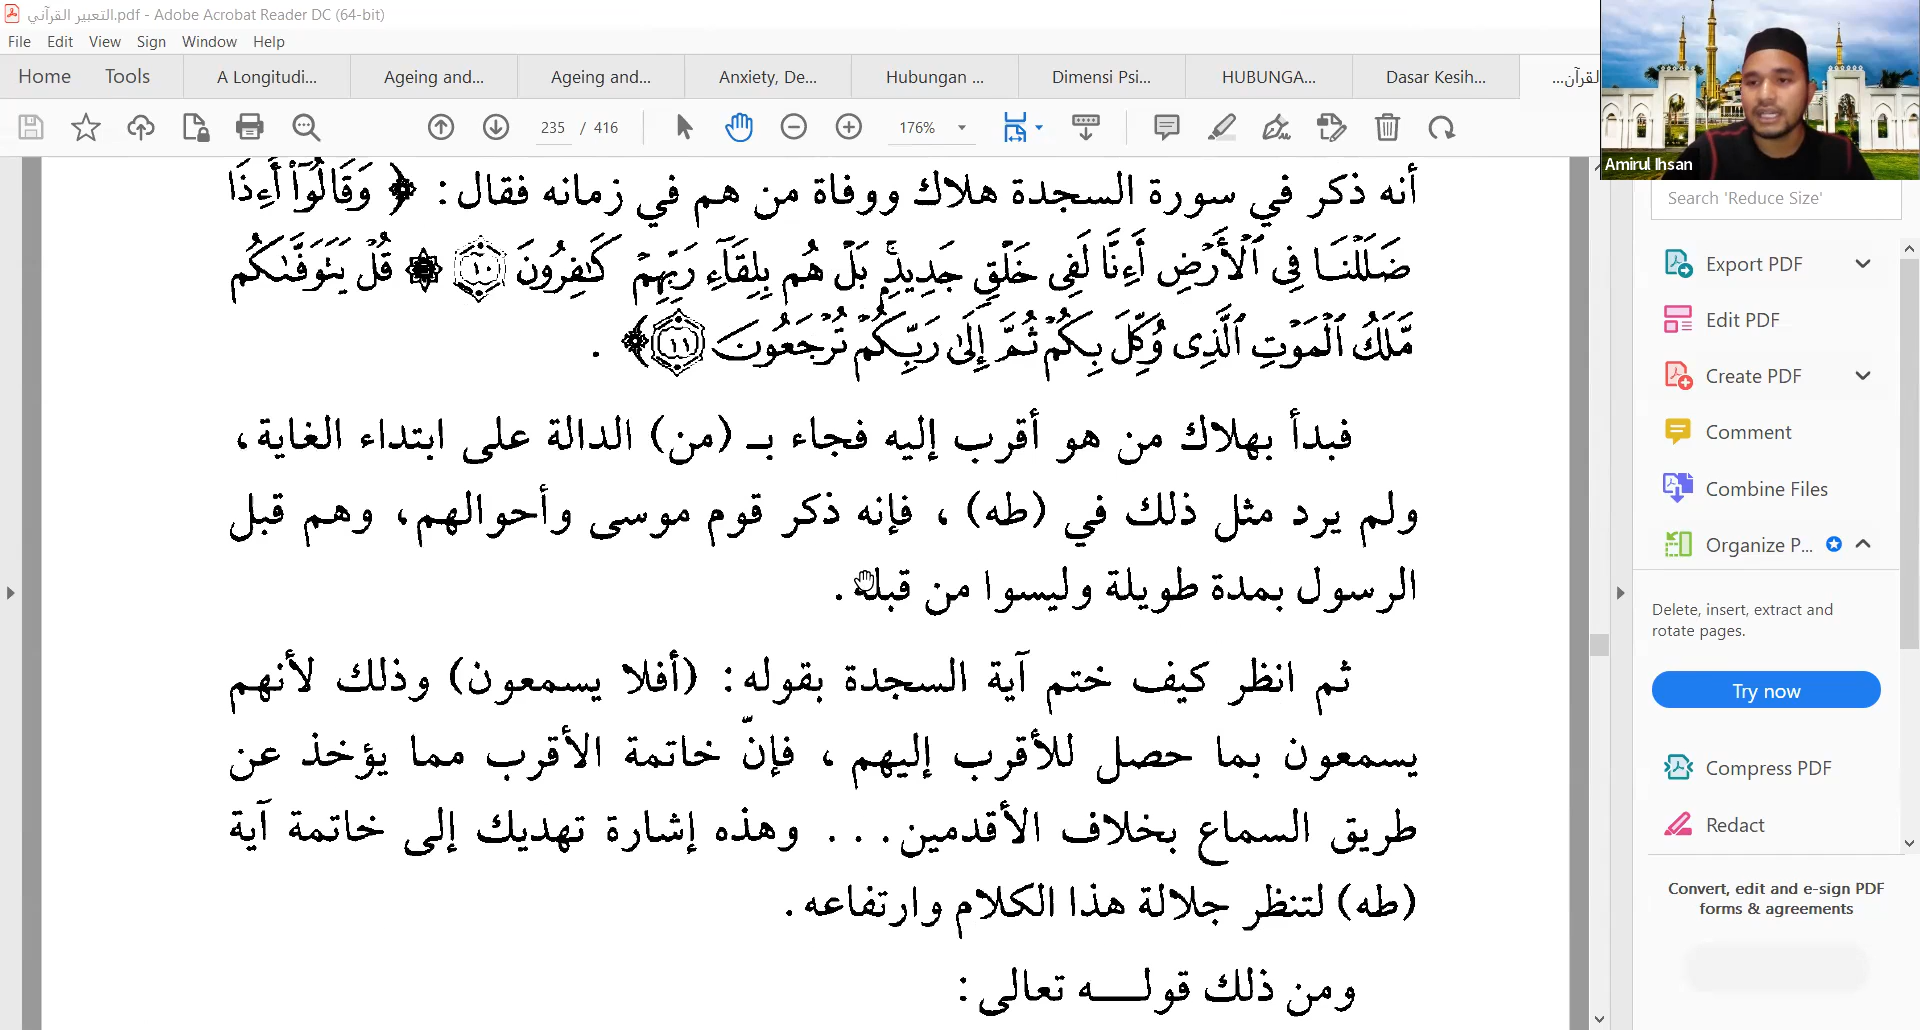 التعبير القرآني.pdf - Adobe Acrobat Reader DC (64-bit)
File Edit View Sign Window Help
Home Tools A Longitudi... Ageing and... Ageing and... Anxiety, De... Hubungan ... Dimensi Psi... HUBUNGA... Dasar Kesih... القرآن...
235 / 416 176%
Amirul Ihsan
Search 'Reduce Size'
أنه ذكر في سورة السجدة هلاك ووفاة من هم في زمانه فقال: ﴿ وَقَالُوٓا۟ أَءِذَا
ضَلَلْنَا فِى ٱلْأَرْضِ أَءِنَّا لَفِى خَلْقٍ جَدِيدٍۭ بَلْ هُم بِلِقَآءِ رَبِّهِمْ كَـٰفِرُونَ ١٠ ۞ قُلْ يَتَوَفَّىٰكُم
مَّلَكُ ٱلْمَوْتِ ٱلَّذِى وُكِّلَ بِكُمْ ثُمَّ إِلَىٰ رَبِّكُمْ تُرْجَعُونَ ١١ ﴾ .
فبدأ بهلاك من هو أقرب إليه فجاء بـ (من) الدالة على ابتداء الغاية،
ولم يرد مثل ذلك في (طه) ، فإنه ذكر قوم موسى وأحوالهم، وهم قبل
الرسول بمدة طويلة وليسوا من قبله.
ثم انظر كيف ختم آية السجدة بقوله: (أفلا يسمعون) وذلك لأنهم
يسمعون بما حصل للأقرب إليهم ، فإنّ خاتمة الأقرب مما يؤخذ عن
طريق السماع بخلاف الأقدمين. . . وهذه إشارة تهديك إلى خاتمة آية
(طه) لتنظر جلالة هذا الكلام وارتفاعه.
ومن ذلك قولـــه تعالى:
Export PDF
Edit PDF
Create PDF
Comment
Combine Files
Organize P...
Delete, insert, extract and
rotate pages.
Try now
Compress PDF
Redact
Convert, edit and e-sign PDF
forms & agreements